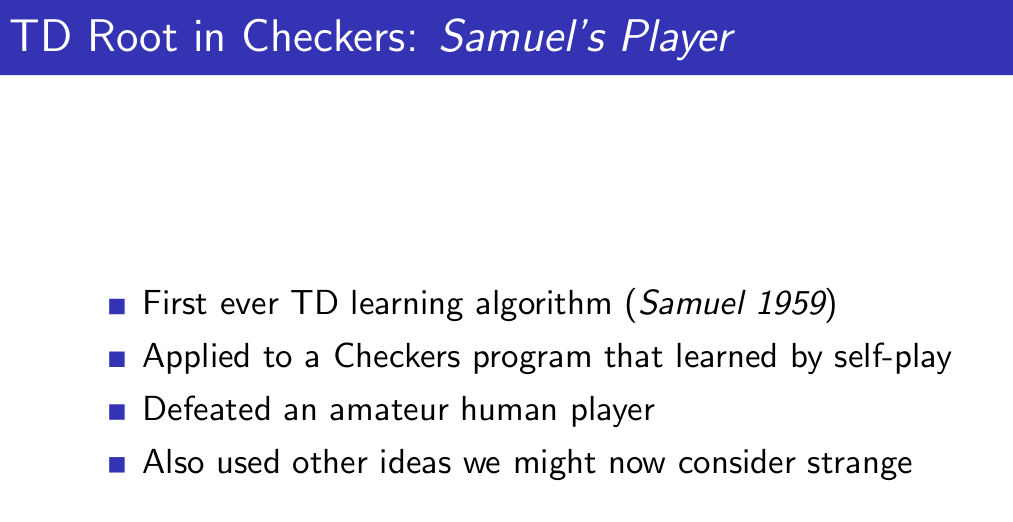 TD Root in Checkers: Samuel's Player
First ever TD learning algorithm (Samuel 1959)
Applied to a Checkers program that learned by self-play
Defeated an amateur human player
Also used other ideas we might now consider strange